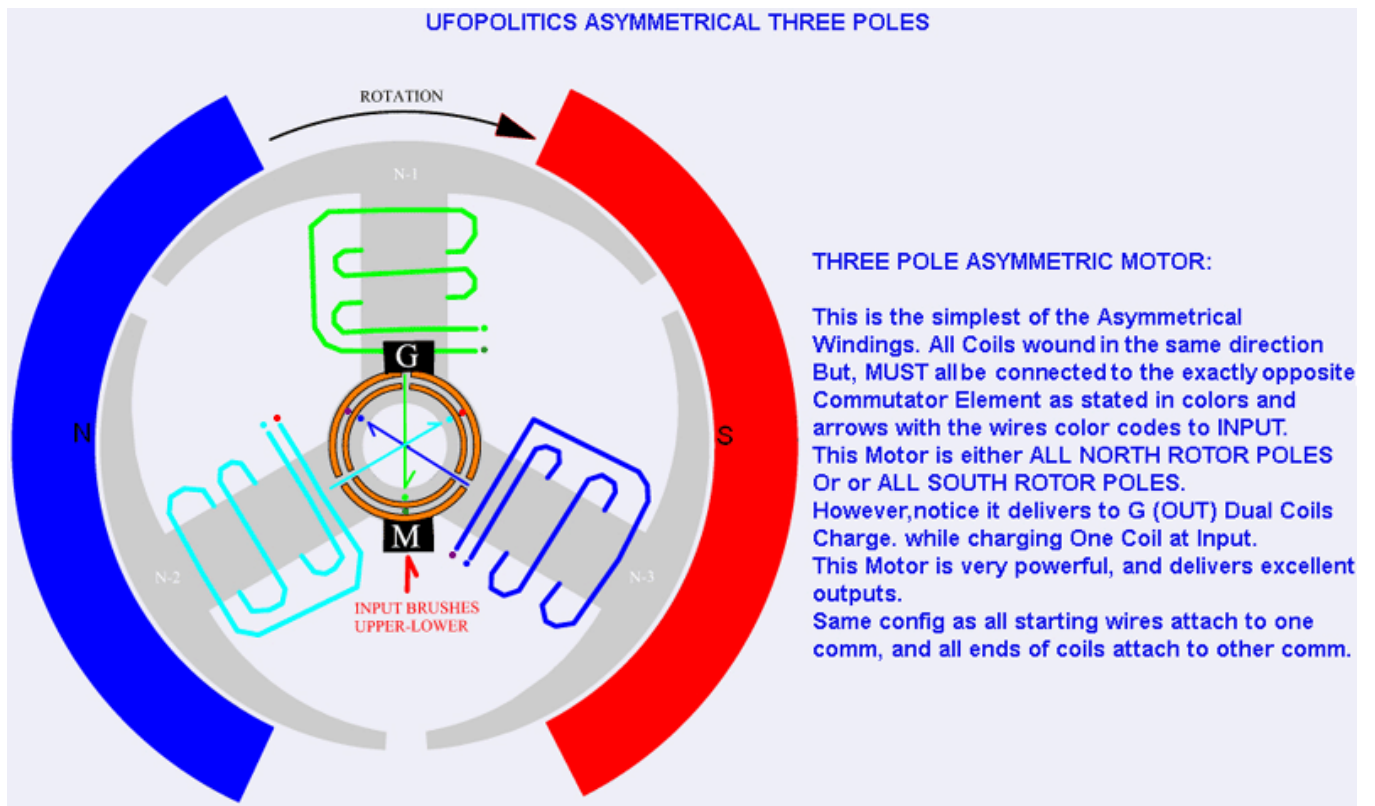 UFOPOLITICS ASYMMETRICAL THREE POLES
ROTATION
N-1
N
S
G
M
N-2
N-3
INPUT BRUSHES
UPPER-LOWER
THREE POLE ASYMMETRIC MOTOR:
This is the simplest of the Asymmetrical
Windings. All Coils wound in the same direction
But, MUST all be connected to the exactly opposite
Commutator Element as stated in colors and
arrows with the wires color codes to INPUT.
This Motor is either ALL NORTH ROTOR POLES
Or or ALL SOUTH ROTOR POLES.
However,notice it delivers to G (OUT) Dual Coils
Charge. while charging One Coil at Input.
This Motor is very powerful, and delivers excellent
outputs.
Same config as all starting wires attach to one
comm, and all ends of coils attach to other comm.